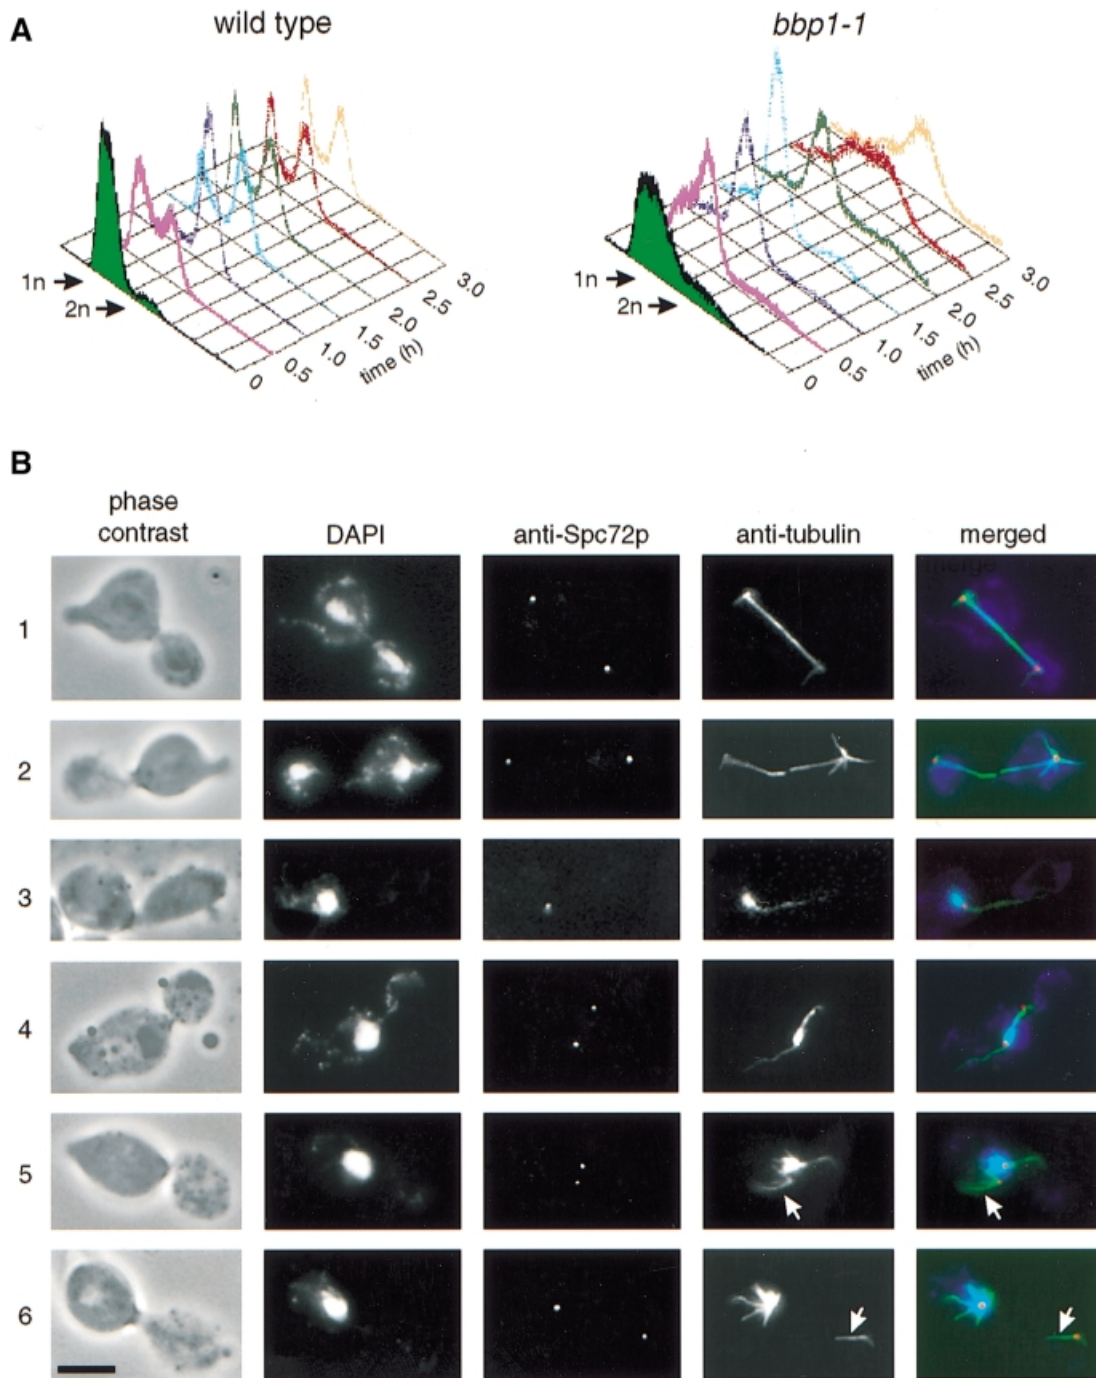 A
wild type
bbp1-1
1n
2n
0
0.5
1.0
1.5
2.0
2.5
3.0
time (h)
1n
2n
0
0.5
1.0
1.5
2.0
2.5
3.0
time (h)
B
phase
contrast
DAPI
anti-Spc72p
anti-tubulin
merged
merge
1
2
3
4
5
6